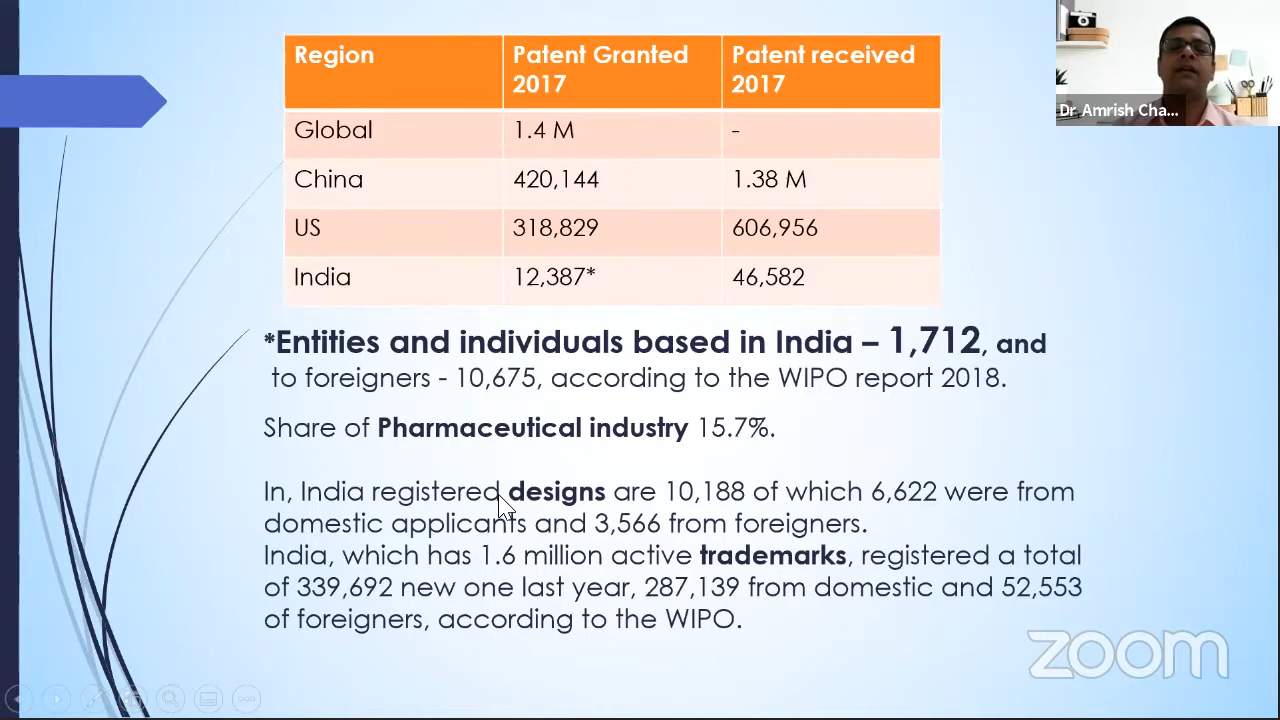 Region Patent Granted 2017 Patent received 2017
Global 1.4 M -
China 420,144 1.38 M
US 318,829 606,956
India 12,387* 46,582
*Entities and individuals based in India – 1,712, and
to foreigners - 10,675, according to the WIPO report 2018.
Share of Pharmaceutical industry 15.7%.
In, India registered designs are 10,188 of which 6,622 were from
domestic applicants and 3,566 from foreigners.
India, which has 1.6 million active trademarks, registered a total
of 339,692 new one last year, 287,139 from domestic and 52,553
of foreigners, according to the WIPO.
Dr Amrish Cha...
zoom